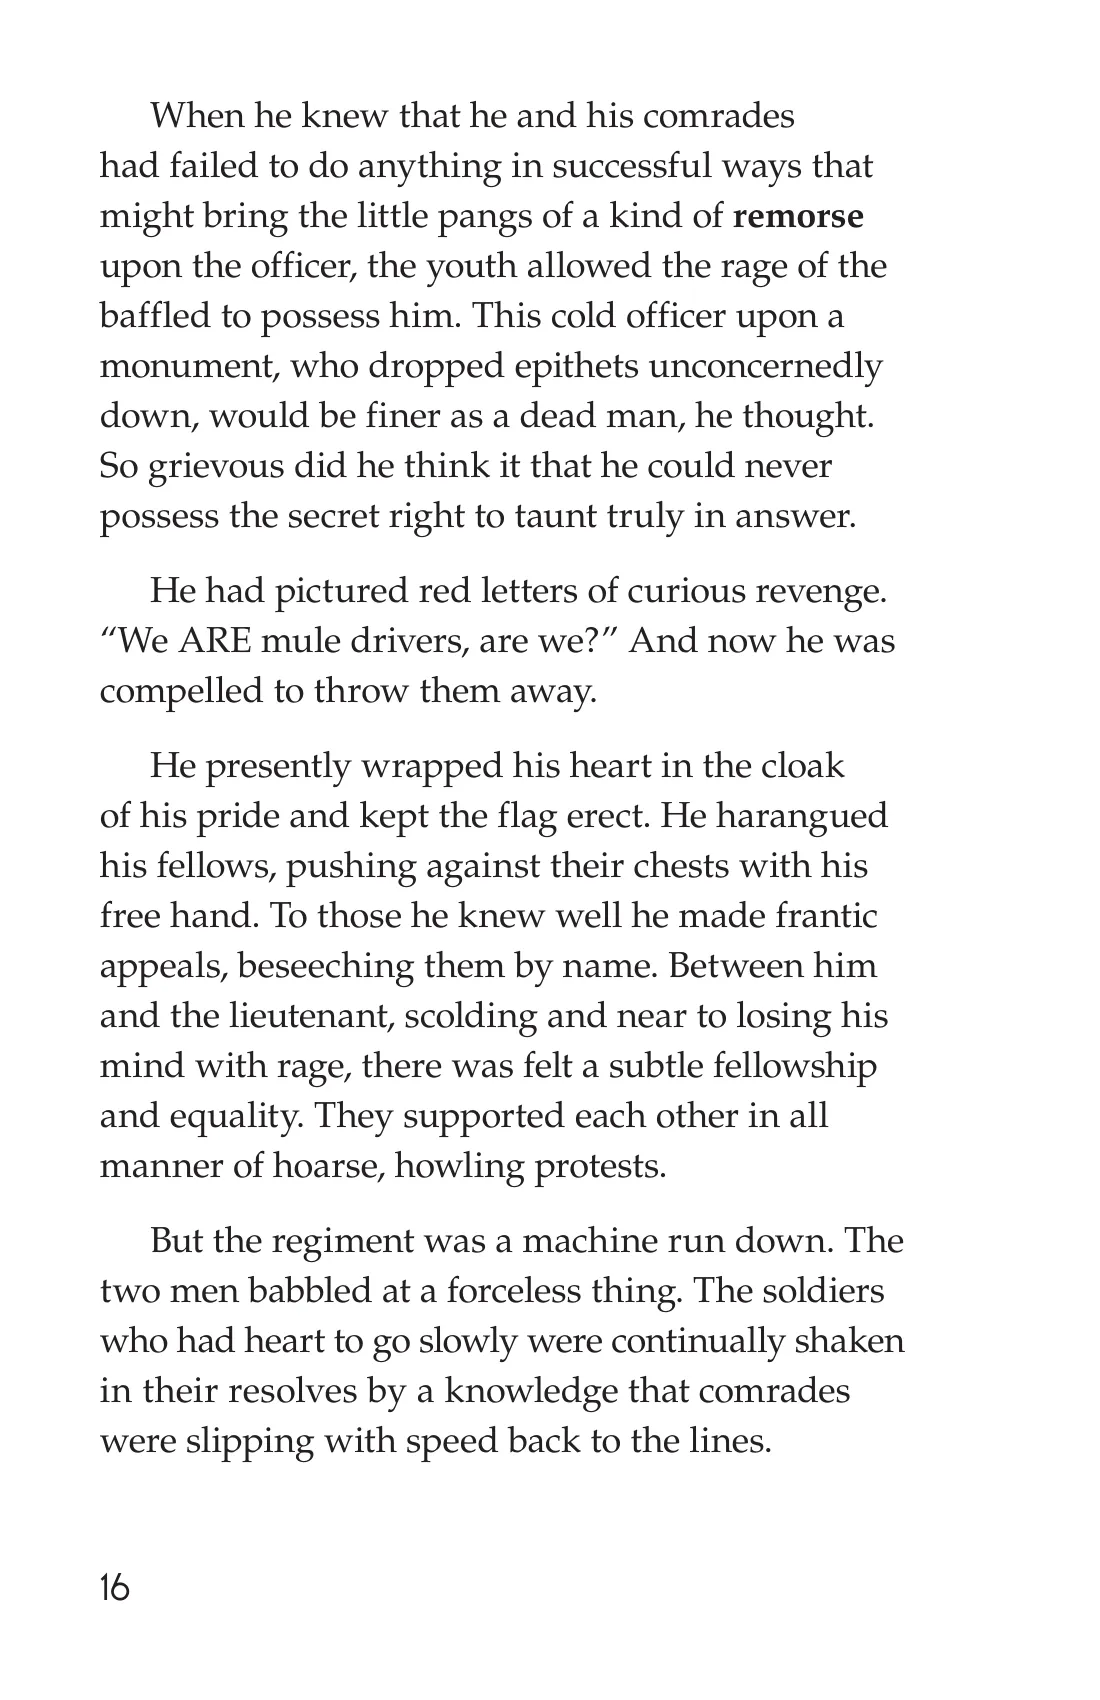 When he knew that he and his comrades
had failed to do anything in successful ways that
might bring the little pangs of a kind of remorse
upon the officer, the youth allowed the rage of the
baffled to possess him. This cold officer upon a
monument, who dropped epithets unconcernedly
down, would be finer as a dead man, he thought.
So grievous did he think it that he could never
possess the secret right to taunt truly in answer.
He had pictured red letters of curious revenge.
“We ARE mule drivers, are we?” And now he was
compelled to throw them away.
He presently wrapped his heart in the cloak
of his pride and kept the flag erect. He harangued
his fellows, pushing against their chests with his
free hand. To those he knew well he made frantic
appeals, beseeching them by name. Between him
and the lieutenant, scolding and near to losing his
mind with rage, there was felt a subtle fellowship
and equality. They supported each other in all
manner of hoarse, howling protests.
But the regiment was a machine run down. The
two men babbled at a forceless thing. The soldiers
who had heart to go slowly were continually shaken
in their resolves by a knowledge that comrades
were slipping with speed back to the lines.
16